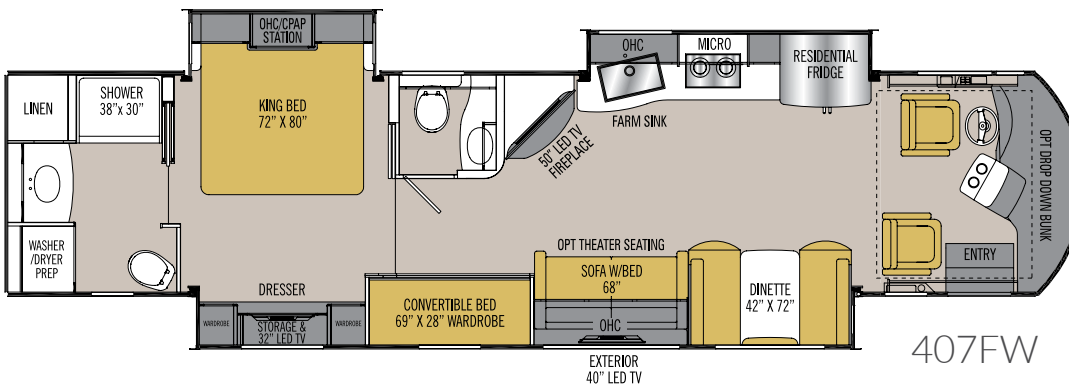 OHC/CPAP
STATION
OHC
MICRO
RESIDENTIAL
FRIDGE
LINEN
SHOWER
38”x 30”
KING BED
72” X 80”
FARM SINK
50” LED TV
FIREPLACE
OPT DROP DOWN BUNK
WASHER
/DRYER
PREP
DRESSER
OPT THEATER SEATING
SOFA W/BED
68”
ENTRY
CONVERTIBLE BED
69” X 28” WARDROBE
DINETTE
42” X 72”
WARDROBE
STORAGE &
32” LED TV
WARDROBE
OHC
EXTERIOR
40” LED TV
407FW